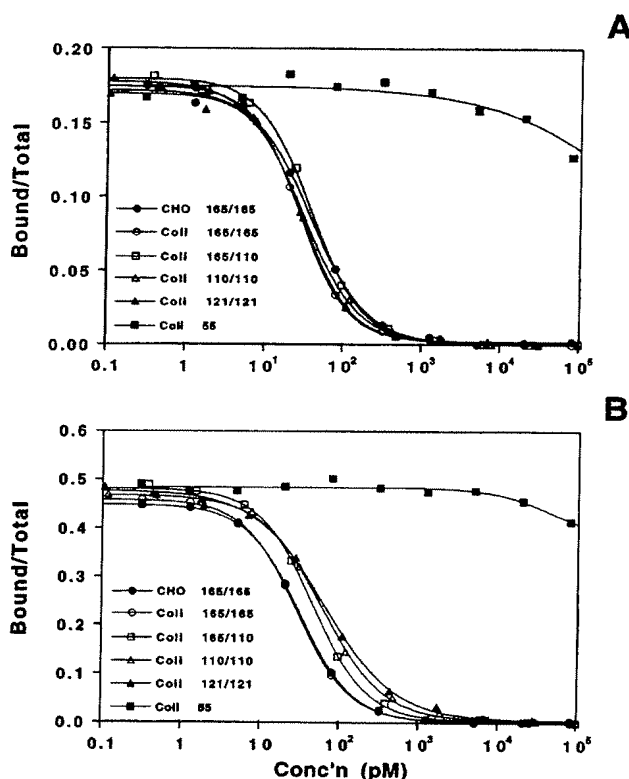 A
0.20
0.15
0.10
0.05
0.00
Bound/Total
CHO 165/165
Coli 165/165
Coli 165/110
Coli 110/110
Coli 121/121
Coli 55
0.1 1 10¹ 10² 10³ 10⁴ 10⁵
B
0.6
0.5
0.4
0.3
0.2
0.1
0.0
Bound/Total
CHO 165/165
Coli 165/165
Coli 165/110
Coli 110/110
Coli 121/121
Coli 55
0.1 1 10¹ 10² 10³ 10⁴ 10⁵
Conc'n (pM)